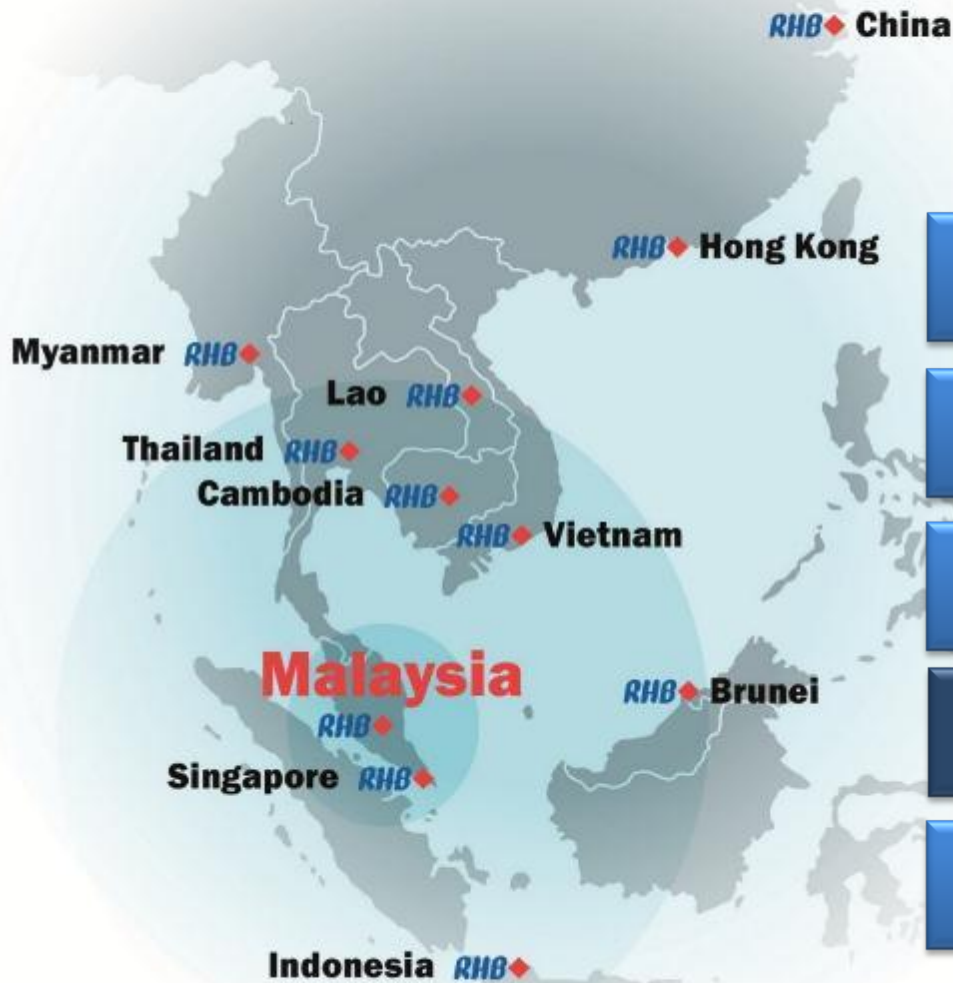 RHB China
RHB Hong Kong
Myanmar RHB
Lao RHB
Thailand RHB
Cambodia RHB
RHB Vietnam
Malaysia
RHB
RHB Brunei
Singapore RHB
Indonesia RHB